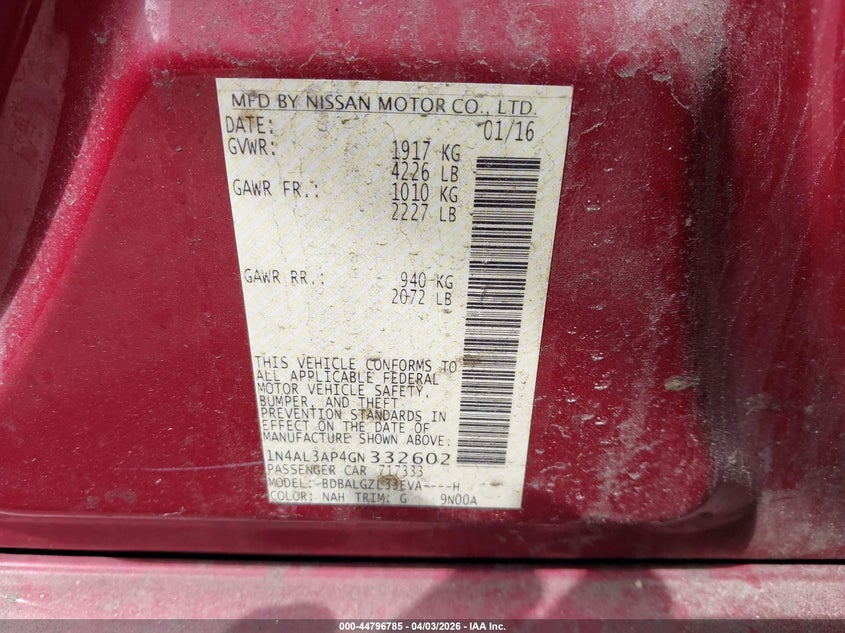 MFD BY NISSAN MOTOR CO., LTD.
DATE: 01/16
GVWR: 1917 KG
4226 LB
GAWR FR.: 1010 KG
2227 LB
GAWR RR.: 940 KG
2072 LB
THIS VEHICLE CONFORMS TO
ALL APPLICABLE FEDERAL
MOTOR VEHICLE SAFETY,
BUMPER, AND THEFT
PREVENTION STANDARDS IN
EFFECT ON THE DATE OF
MANUFACTURE SHOWN ABOVE.
1N4AL3AP4GN332602
PASSENGER CAR 717333
MODEL: BDBALGZL33EVA----H
COLOR: NAH TRIM: G 9N00A
000-44796785 - 04/03/2026 - IAA Inc.